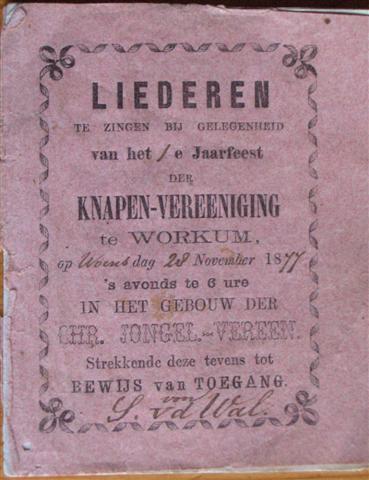 LIEDEREN
TE ZINGEN BIJ GELEGENHEID
van het 1e Jaarfeest
DER
KNAPEN-VEREENIGING
te WORKUM,
op Woensdag 28 November 1877
's avonds te 6 ure
IN HET GEBOUW DER
CHR. JONGEL.-VEREEN.
Strekkende deze tevens tot
BEWIJS van TOEGANG.
von
S. vd Wal.